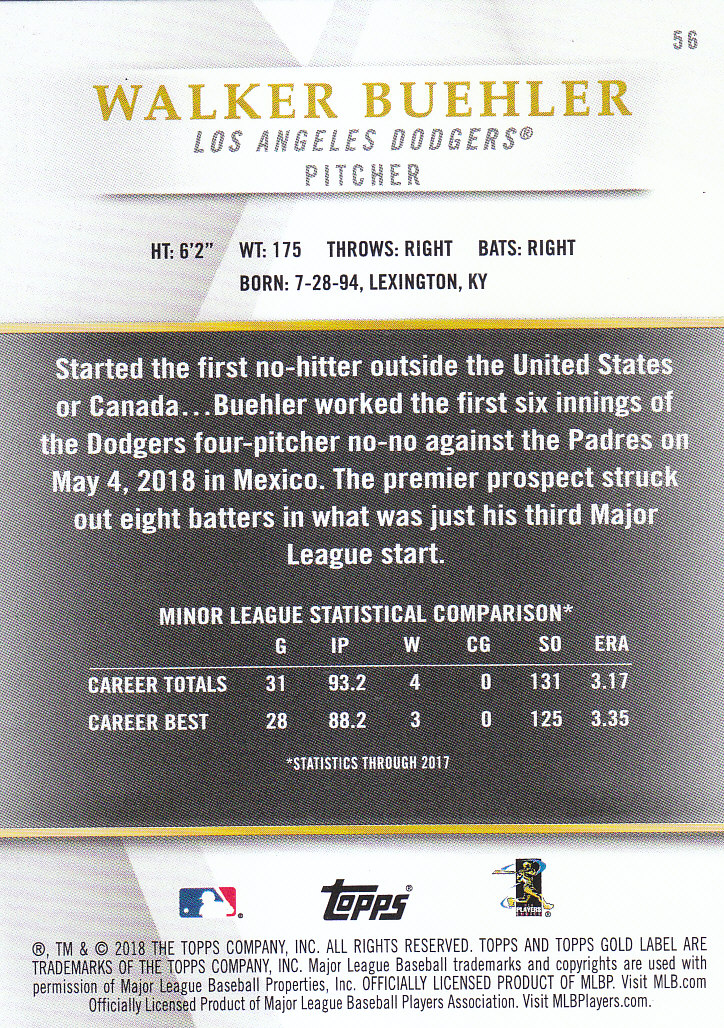 56
WALKER BUEHLER
LOS ANGELES DODGERS®
PITCHER
HT: 6'2" WT: 175 THROWS: RIGHT BATS: RIGHT
BORN: 7-28-94, LEXINGTON, KY
Started the first no-hitter outside the United States
or Canada...Buehler worked the first six innings of
the Dodgers four-pitcher no-no against the Padres on
May 4, 2018 in Mexico. The premier prospect struck
out eight batters in what was just his third Major
League start.
MINOR LEAGUE STATISTICAL COMPARISON*
G IP W CG SO ERA
CAREER TOTALS 31 93.2 4 0 131 3.17
CAREER BEST 28 88.2 3 0 125 3.35
*STATISTICS THROUGH 2017
® Topps® PLAYERS ®
®, TM & © 2018 THE TOPPS COMPANY, INC. ALL RIGHTS RESERVED. TOPPS AND TOPPS GOLD LABEL ARE
TRADEMARKS OF THE TOPPS COMPANY, INC. Major League Baseball trademarks and copyrights are used with
permission of Major League Baseball Properties, Inc. OFFICIALLY LICENSED PRODUCT OF MLBP. Visit MLB.com
Officially Licensed Product of Major League Baseball Players Association. Visit MLBPlayers.com.